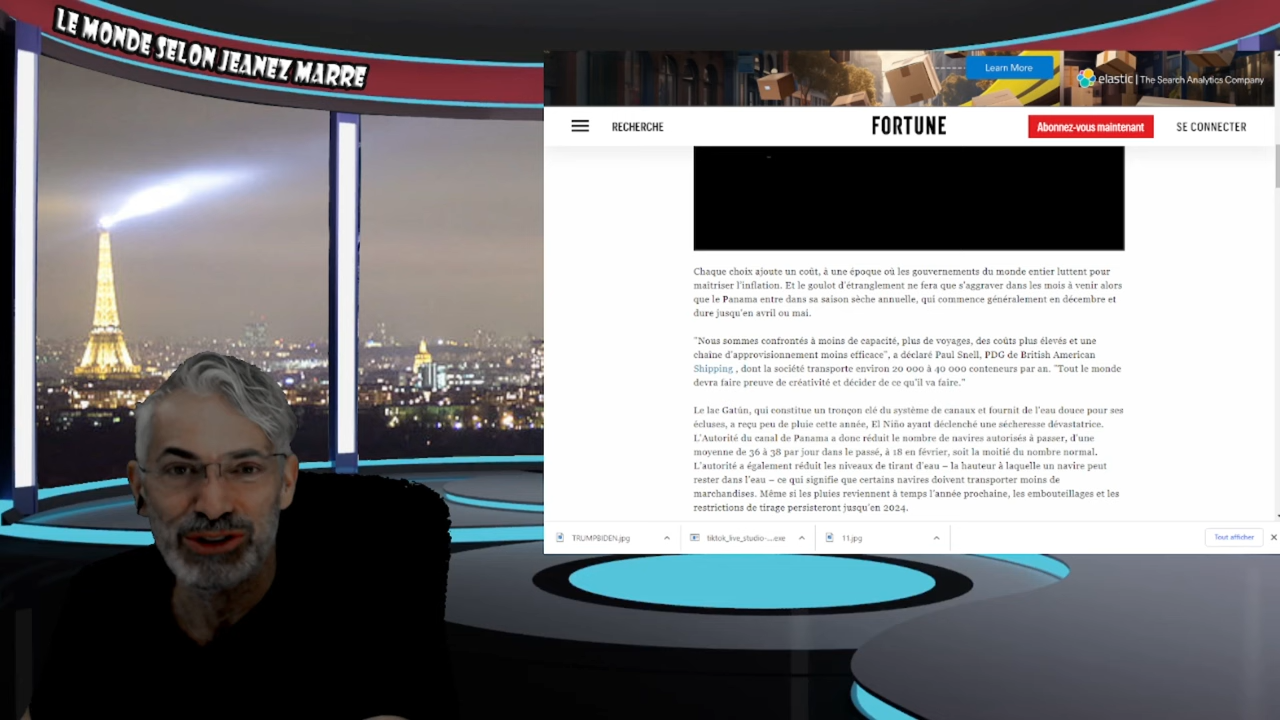 LE MONDE SELON JEANEZ MARRE
Learn More
elastic | The Search Analytics Company
RECHERCHE
FORTUNE
Abonnez-vous maintenant
SE CONNECTER
Chaque choix ajoute un coût, à une époque où les gouvernements du monde entier luttent pour
maîtriser l'inflation. Et le goulot d'étranglement ne fera que s'aggraver dans les mois à venir alors
que le Panama entre dans sa saison sèche annuelle, qui commence généralement en décembre et
dure jusqu'en avril ou mai.
"Nous sommes confrontés à moins de capacité, plus de voyages, des coûts plus élevés et une
chaîne d'approvisionnement moins efficace", a déclaré Paul Snell, PDG de British American
Shipping , dont la société transporte environ 20 000 à 40 000 conteneurs par an. "Tout le monde
devra faire preuve de créativité et décider de ce qu'il va faire."
Le lac Gatún, qui constitue un tronçon clé du système de canaux et fournit de l'eau douce pour ses
écluses, a reçu peu de pluie cette année, El Niño ayant déclenché une sécheresse dévastatrice.
L'Autorité du canal de Panama a donc réduit le nombre de navires autorisés à passer, d'une
moyenne de 36 à 38 par jour dans le passé, à 18 en février, soit la moitié du nombre normal.
L'autorité a également réduit les niveaux de tirant d'eau – la hauteur à laquelle un navire peut
rester dans l'eau – ce qui signifie que certains navires doivent transporter moins de
marchandises. Même si les pluies reviennent à temps l'année prochaine, les embouteillages et les
restrictions de tirage persisteront jusqu'en 2024.
TRUMPBIDEN.jpg
tiktok_live_studio-....exe
11.jpg
Tout afficher